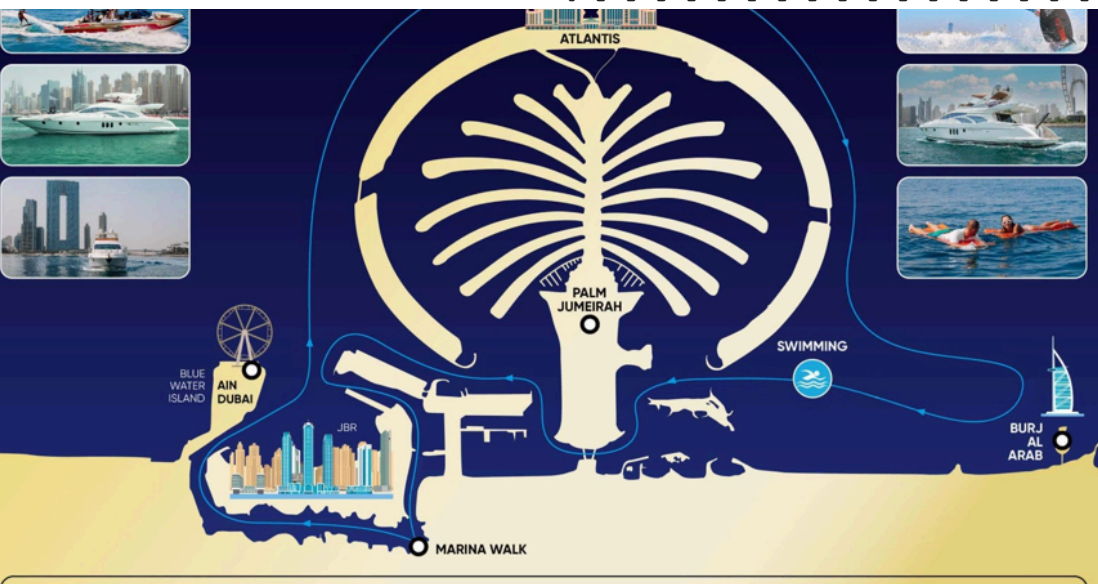 ATLANTIS
PALM
JUMEIRAH
SWIMMING
BLUE
WATER
ISLAND
AIN
DUBAI
JBR
BURJ
AL
ARAB
MARINA WALK